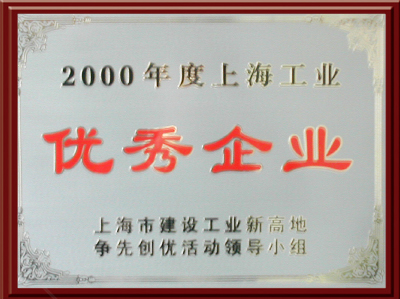 2000年度上海工业
优秀企业
上海市建设工业新高地
争先创优活动领导小组